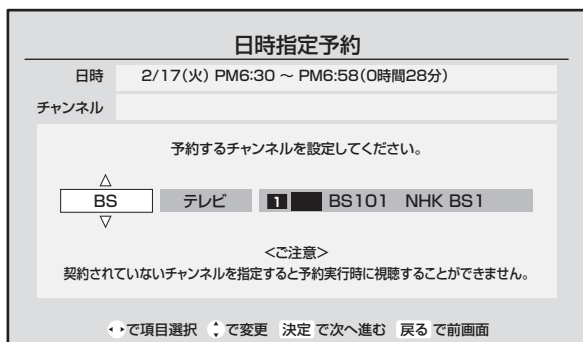 日時指定予約
日時 2/17(火) PM6:30 ~ PM6:58(0時間28分)
チャンネル
予約するチャンネルを設定してください。
BS テレビ 1 BS101 NHK BS1
<ご注意>
契約されていないチャンネルを指定すると予約実行時に視聴することができません。
で項目選択 で変更 決定 で次へ進む 戻る で前画面